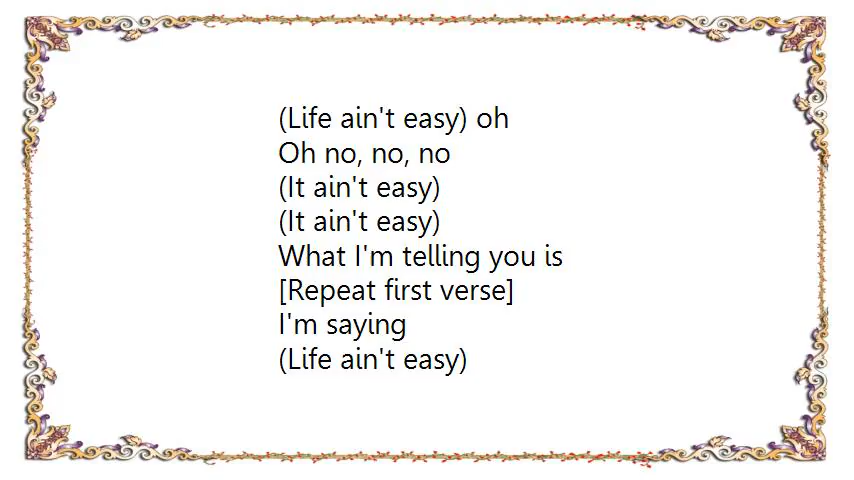 (Life ain't easy) oh
Oh no, no, no
(It ain't easy)
(It ain't easy)
What I'm telling you is
[Repeat first verse]
I'm saying
(Life ain't easy)